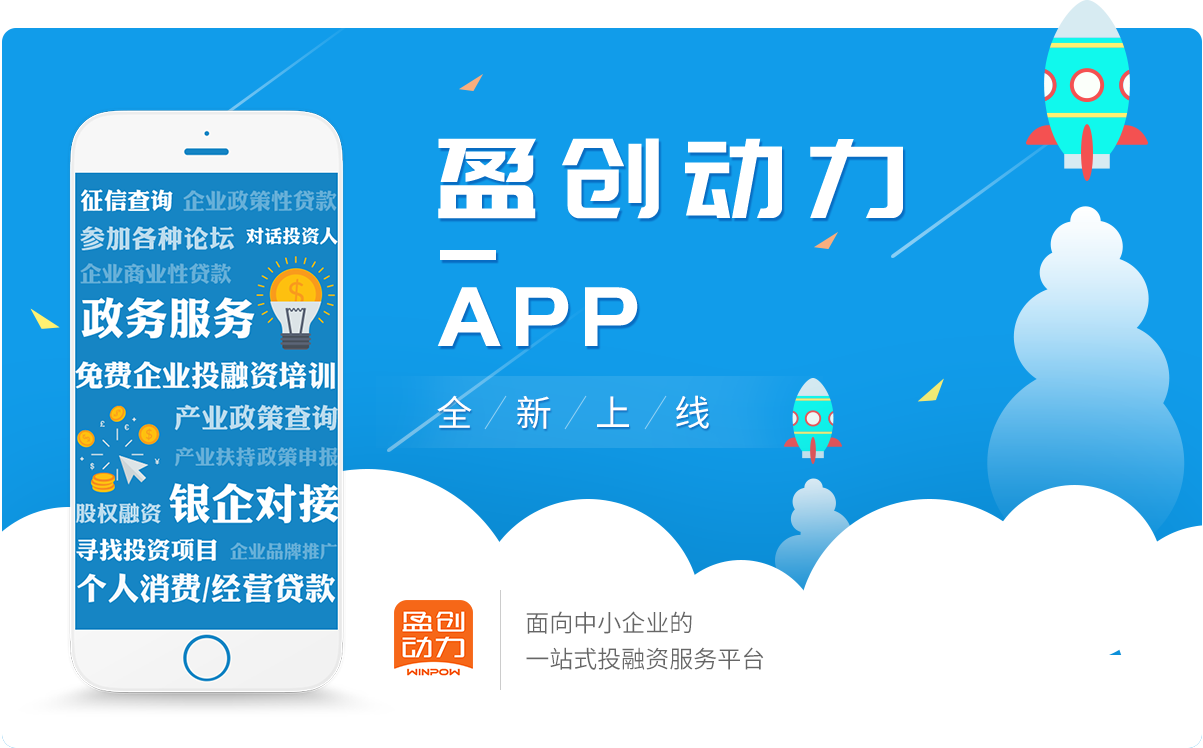 盈创动力
APP
全/新/上/线
征信查询 企业政策性贷款
参加各种论坛 对话投资人
企业商业性贷款
政务服务
免费企业投融资培训
产业政策查询
产业扶持政策申报
股权融资 银企对接
寻找投资项目 企业品牌推广
个人消费/经营贷款
盈创
动力
WINPOW
面向中小企业的
一站式投融资服务平台